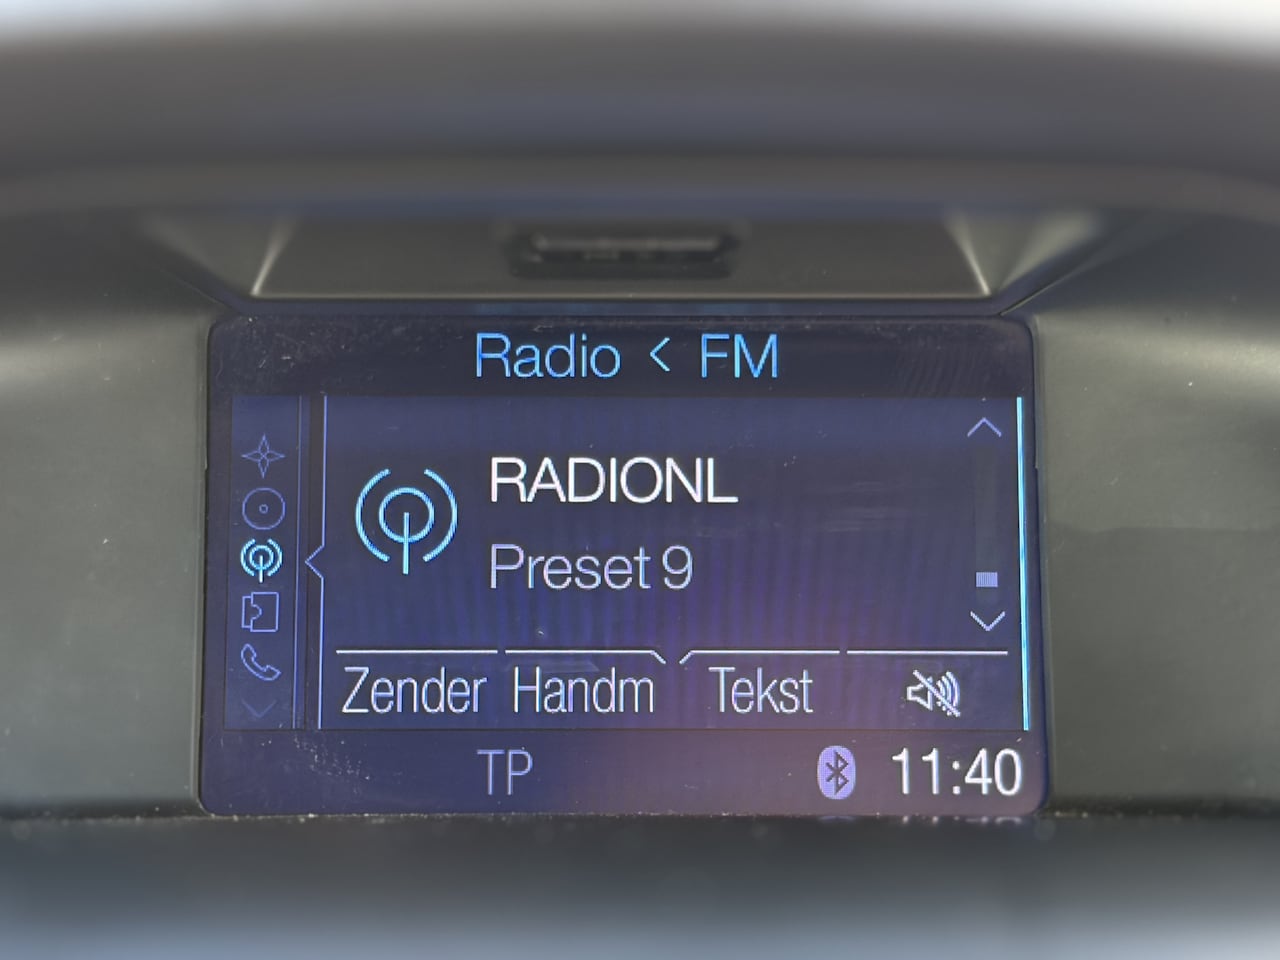 Radio < FM
RADIONL
Preset 9
Zender Handm Tekst
TP 11:40